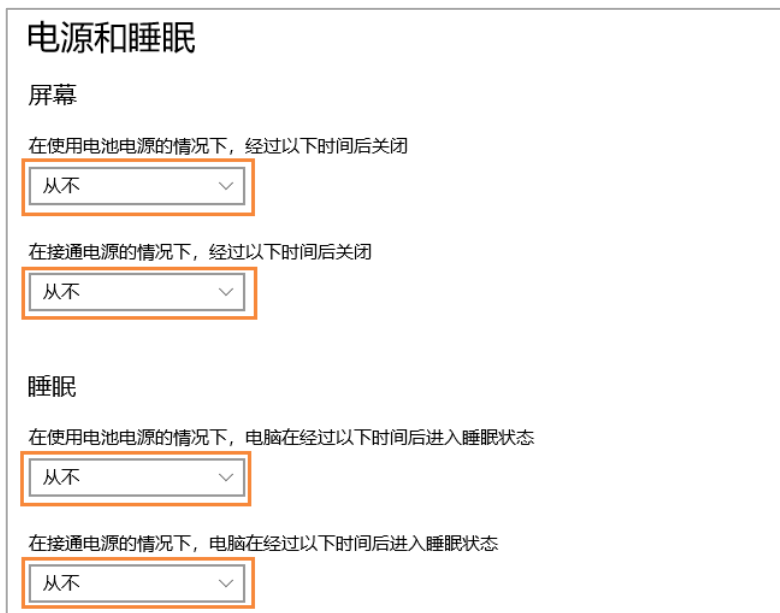 电源和睡眠
屏幕
在使用电池电源的情况下，经过以下时间后关闭
从不
在接通电源的情况下，经过以下时间后关闭
从不
睡眠
在使用电池电源的情况下，电脑在经过以下时间后进入睡眠状态
从不
在接通电源的情况下，电脑在经过以下时间后进入睡眠状态
从不